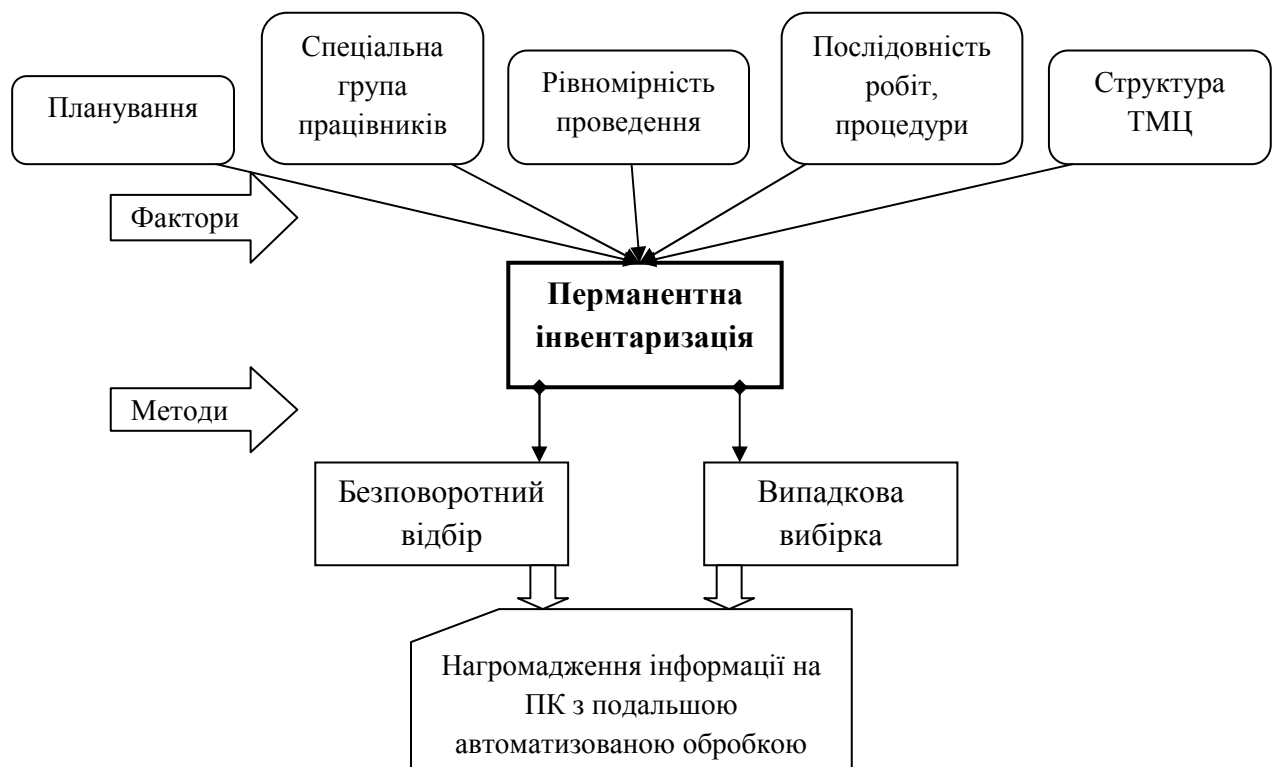 Планування
Спеціальна
група
працівників
Рівномірність
проведення
Послідовність
робіт,
процедури
Структура
ТМЦ
Фактори
Перманентна
інвентаризація
Методи
Безповоротний
відбір
Випадкова
вибірка
Нагромадження інформації на
ПК з подальшою
автоматизованою обробкою